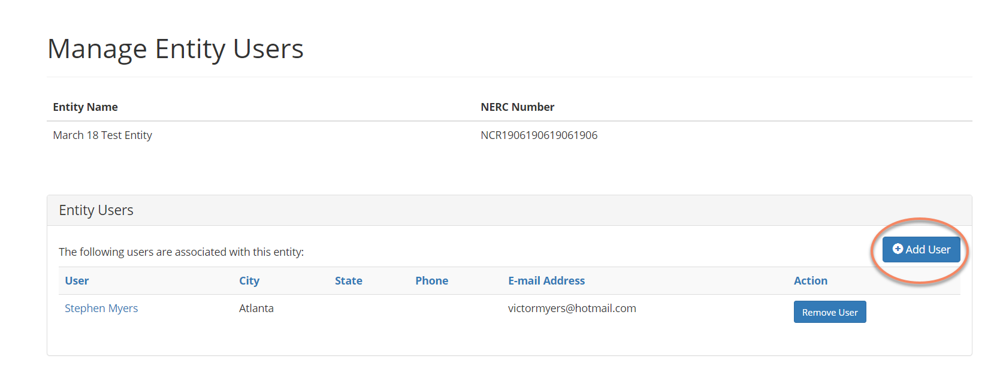 Manage Entity Users
Entity Name NERC Number
March 18 Test Entity NCR1906190619061906
Entity Users
The following users are associated with this entity: Add User
User City State Phone E-mail Address Action
Stephen Myers Atlanta victormyers@hotmail.com Remove User